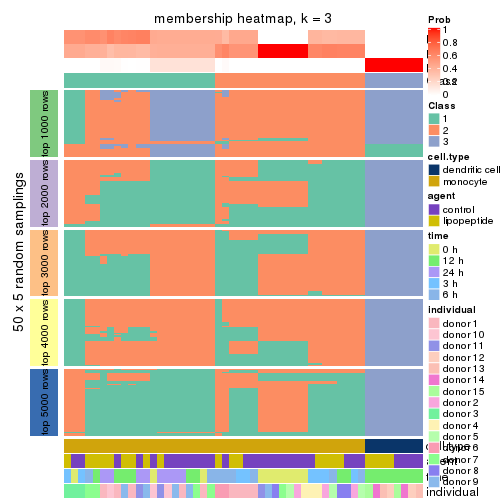 membership heatmap, k = 3
50 x 5 random samplings
top 1000 rows
top 2000 rows
top 3000 rows
top 4000 rows
top 5000 rows
Prob
1
0.8
0.6
0.4
0.2
0
Class
1
2
3
cell.type
dendritic cell
monocyte
agent
control
lipopeptide
time
0 h
12 h
24 h
3 h
6 h
individual
donor 1
donor 10
donor 11
donor 12
donor 13
donor 14
donor 15
donor 2
donor 3
donor 4
donor 5
donor 6
donor 7
donor 8
donor 9
individual